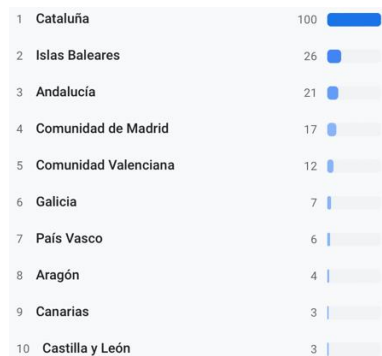 1 Cataluña 100
2 Islas Baleares 26
3 Andalucía 21
4 Comunidad de Madrid 17
5 Comunidad Valenciana 12
6 Galicia 7
7 País Vasco 6
8 Aragón 4
9 Canarias 3
10 Castilla y León 3